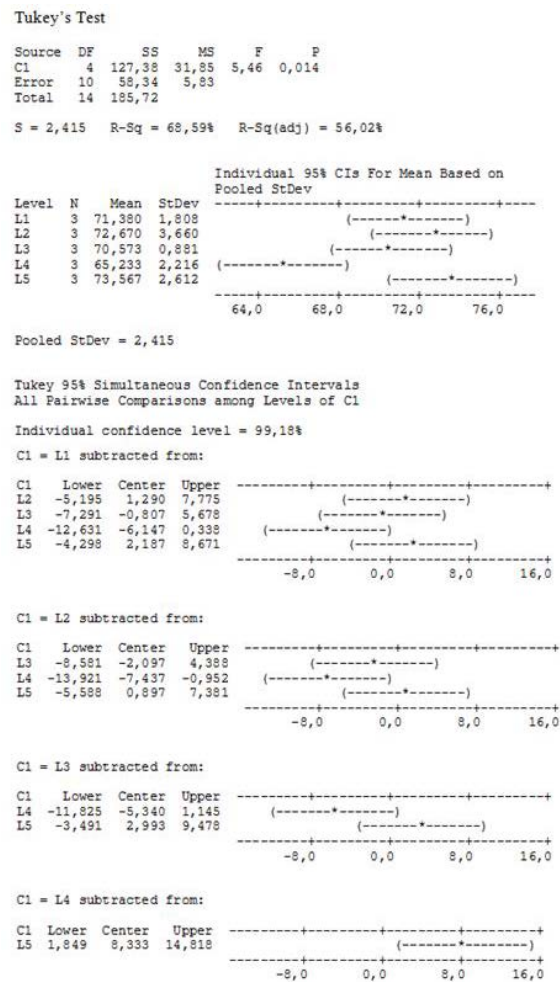 Tukey's Test
Source DF SS MS F P
C1 4 127,38 31,85 5,46 0,014
Error 10 58,34 5,83
Total 14 185,72
S = 2,415 R-Sq = 68,59% R-Sq(adj) = 56,02%
Individual 95% CIs For Mean Based on
Pooled StDev
Level N Mean StDev -----+---------+---------+---------+----
L1 3 71,380 1,808 (------*-------)
L2 3 72,670 3,660 (-------*------)
L3 3 70,573 0,881 (------*-------)
L4 3 65,233 2,216 (-------*-------)
L5 3 73,567 2,612 (-------*-------)
-----+---------+---------+---------+----
64,0 68,0 72,0 76,0
Pooled StDev = 2,415
Tukey 95% Simultaneous Confidence Intervals
All Pairwise Comparisons among Levels of C1
Individual confidence level = 99,18%
C1 = L1 subtracted from:
C1 Lower Center Upper ---------+---------+---------+---------+
L2 -5,195 1,290 7,775 (-------*-------)
L3 -7,291 -0,807 5,678 (-------*-------)
L4 -12,631 -6,147 0,338 (-------*-------)
L5 -4,298 2,187 8,671 (-------*-------)
---------+---------+---------+---------+
-8,0 0,0 8,0 16,0
C1 = L2 subtracted from:
C1 Lower Center Upper ---------+---------+---------+---------+
L3 -8,581 -2,097 4,388 (-------*-------)
L4 -13,921 -7,437 -0,952 (-------*-------)
L5 -5,588 0,897 7,381 (-------*-------)
---------+---------+---------+---------+
-8,0 0,0 8,0 16,0
C1 = L3 subtracted from:
C1 Lower Center Upper ---------+---------+---------+---------+
L4 -11,825 -5,340 1,145 (-------*-------)
L5 -3,491 2,993 9,478 (-------*-------)
---------+---------+---------+---------+
-8,0 0,0 8,0 16,0
C1 = L4 subtracted from:
C1 Lower Center Upper ---------+---------+---------+---------+
L5 1,849 8,333 14,818 (-------*--------)
---------+---------+---------+---------+
-8,0 0,0 8,0 16,0